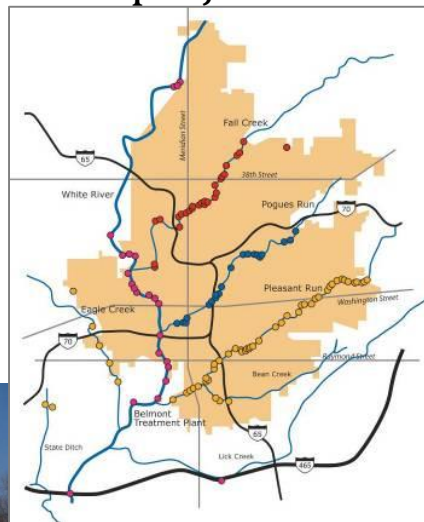 Fall Creek
Meridian Street
65
38th Street
White River
Pogues Run
70
Pleasant Run
Washington Street
Eagle Creek
70
Raymond Street
Bean Creek
Belmont
Treatment Plant
65
State Ditch
Lick Creek
465